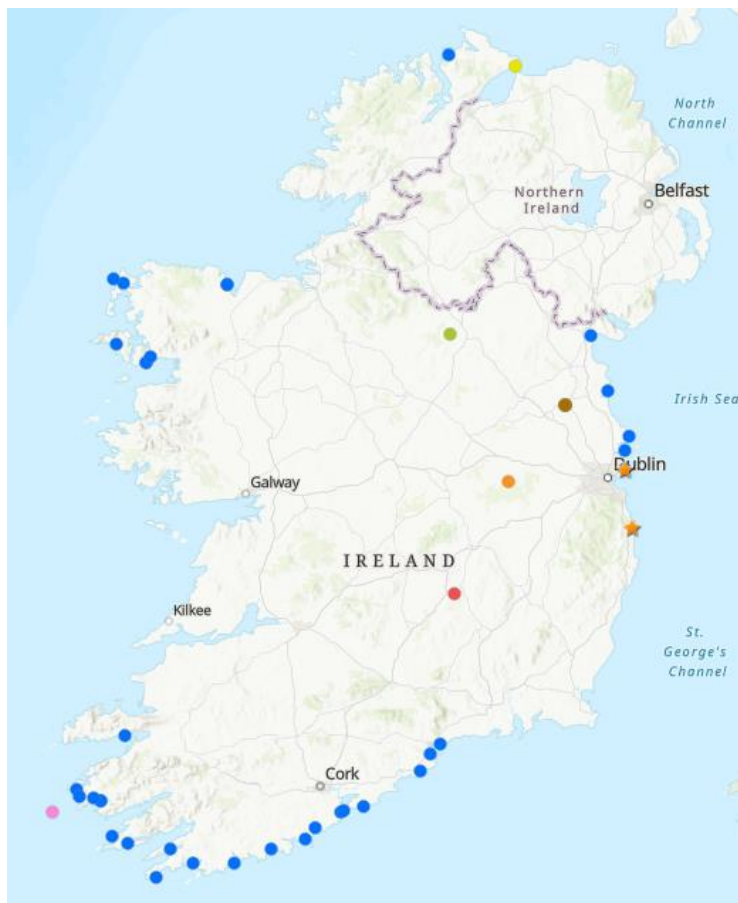 North
Channel
Belfast
Northern
Ireland
Irish Sea
Dublin
Galway
IRELAND
Kilkee
St.
George's
Channel
Cork